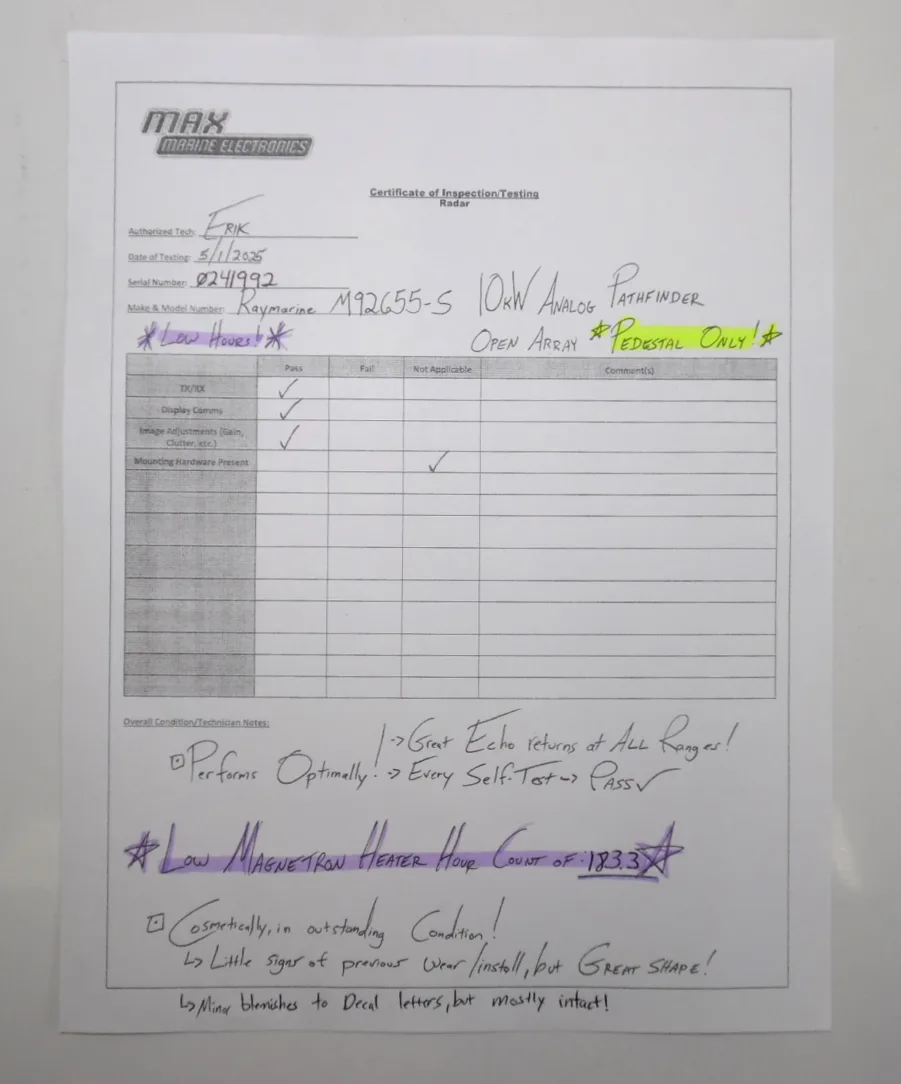 MAX
MARINE ELECTRONICS
Certificate of Inspection/Testing
Radar
Authorized Tech: ERIK
Date of Testing: 5/1/2025
Serial Number: 0241992
Make & Model Number: Raymarine M92655-S 10KW ANALOG PATHFINDER
*LOW HOURS!* OPEN ARRAY *PEDESTAL ONLY!*
Pass Fail Not Applicable Comment(s)
TX/RX ✓
Display Comms ✓
Image Adjustments (Gain,
Clutter, etc.) ✓
Mounting Hardware Present ✓
Overall Condition/Technician Notes:
|-> Great Echo returns at ALL Ranges!
Performs Optimally! -> Every Self-Test -> PASS✓
*LOW MAGNETRON HEATER HOUR COUNT OF: 183.3*
Cosmetically, in outstanding Condition!
↳ Little signs of previous wear/install, but GREAT SHAPE!
↳ Minor blemishes to Decal letters, but mostly intact!